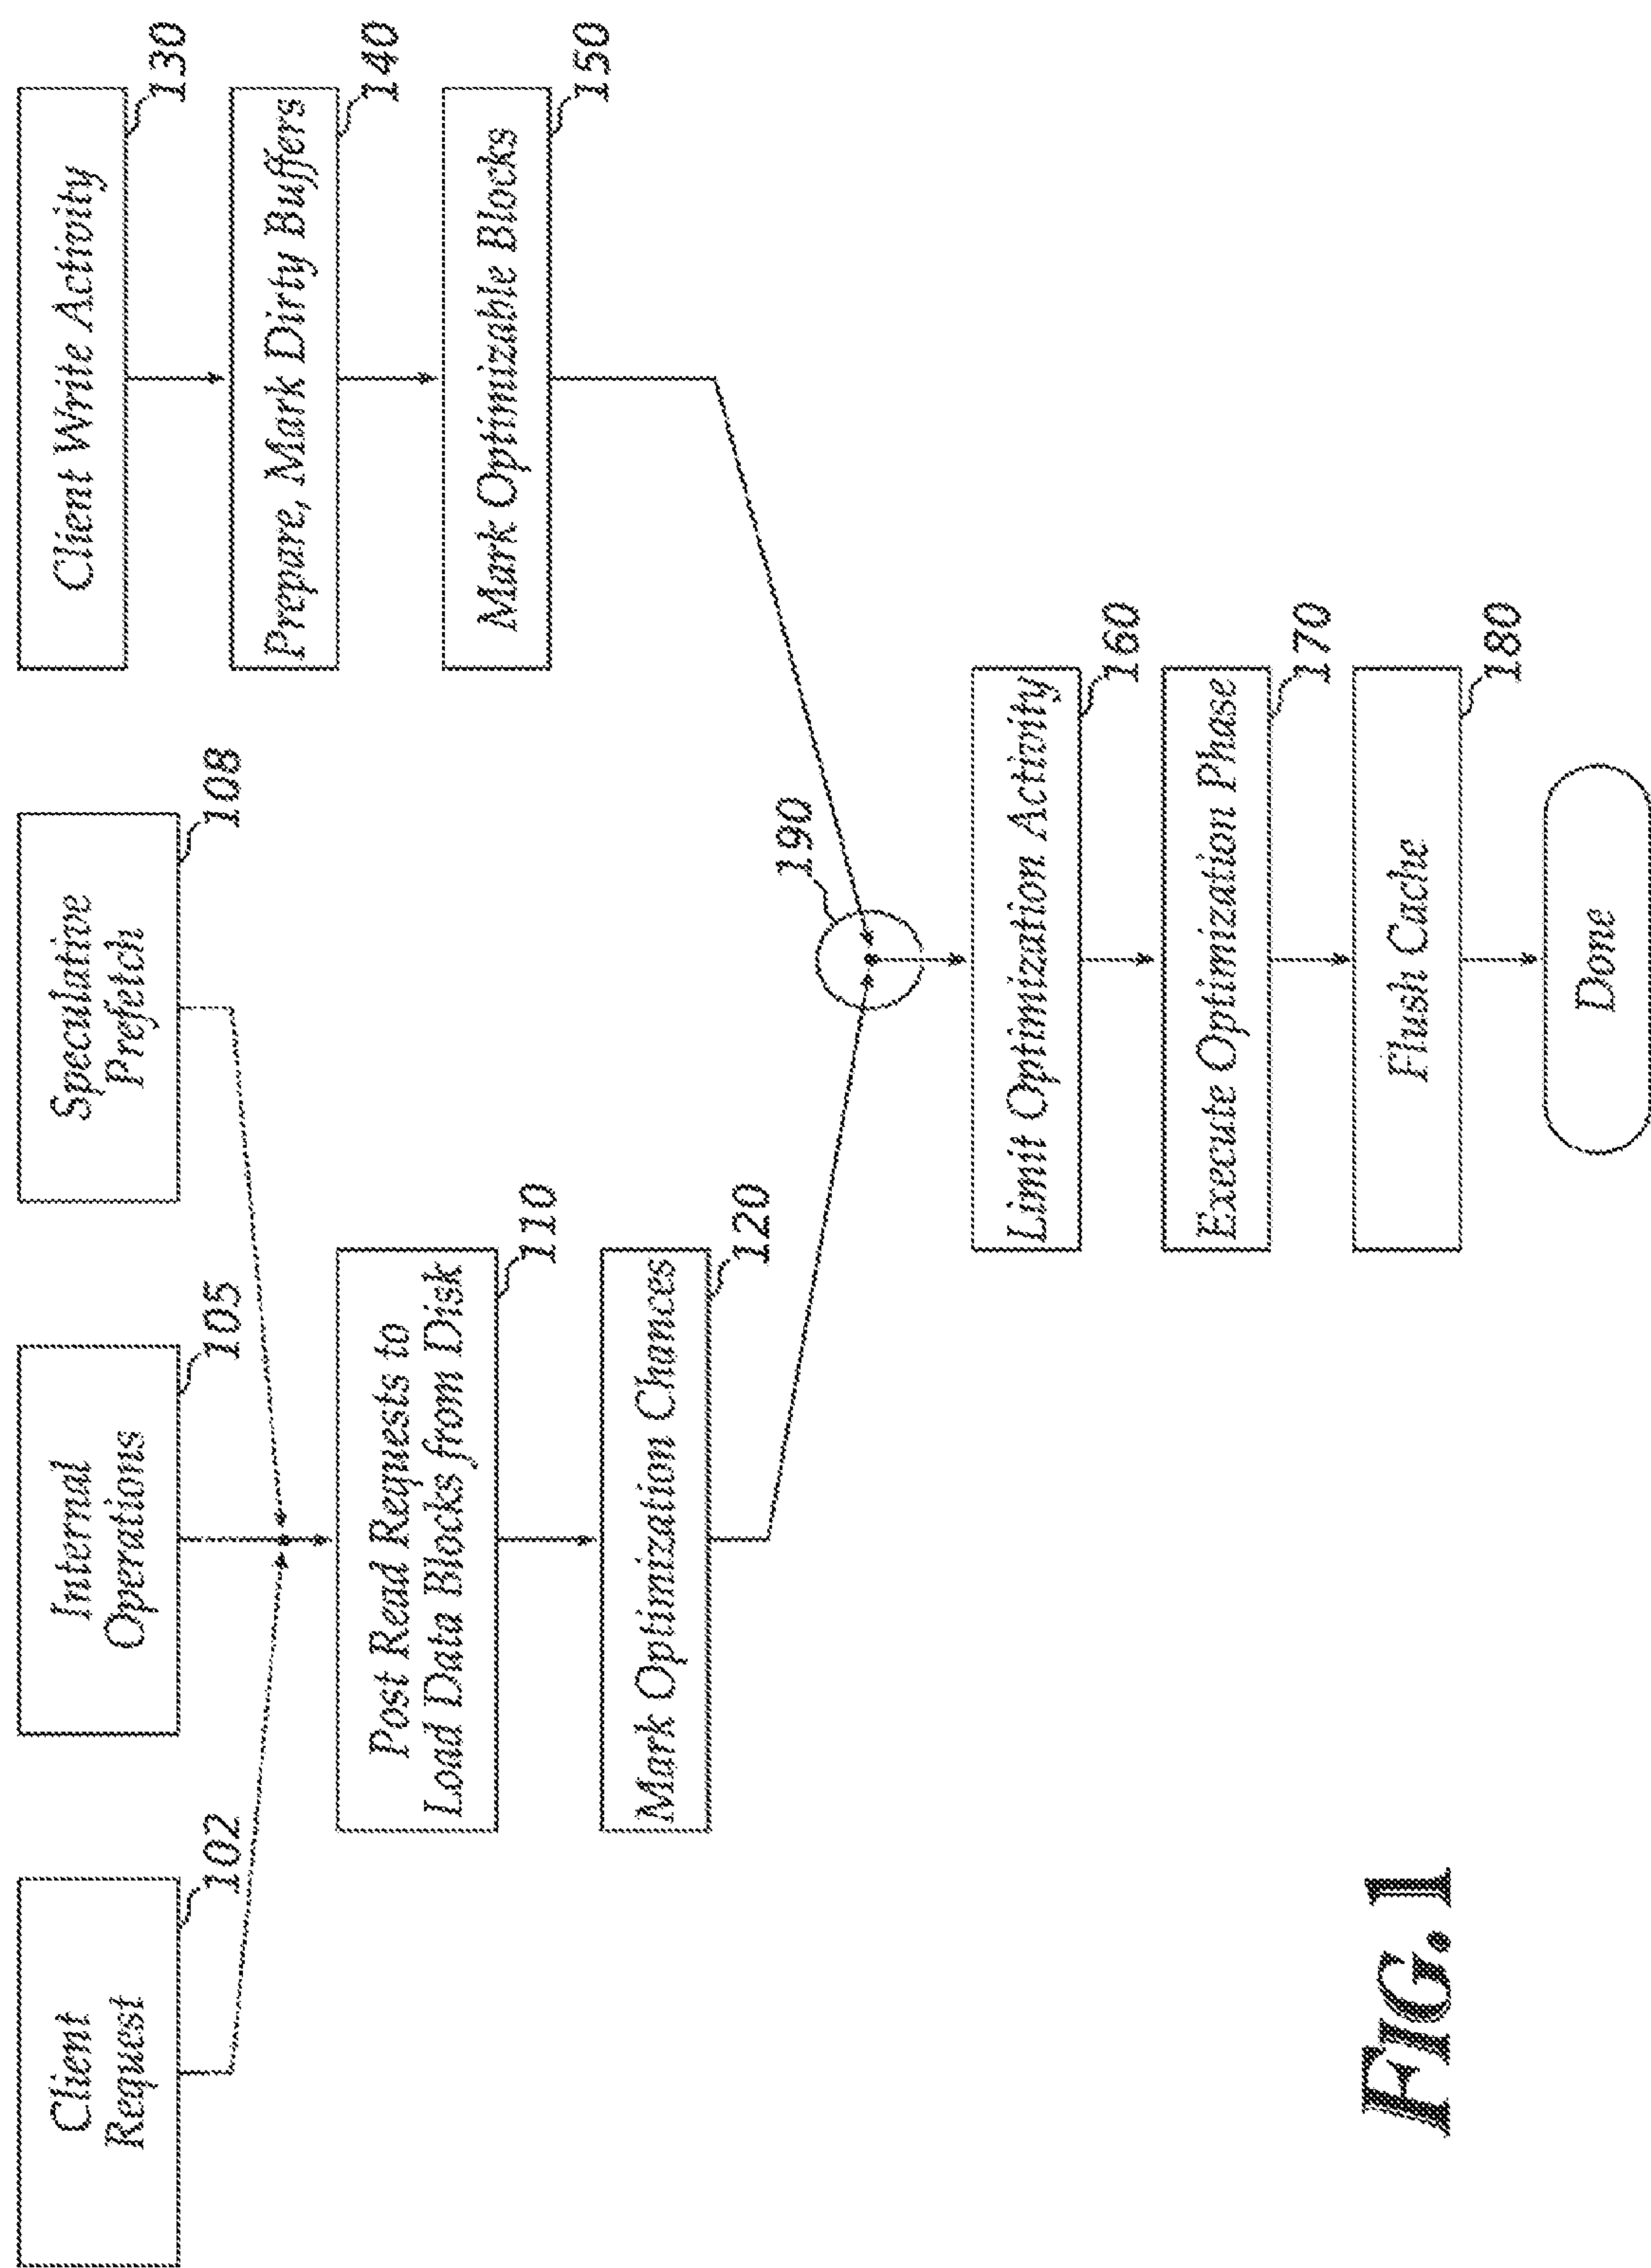 Client
Request
102
Internal
Operations
105
Speculative
Prefetch
108
Client Write Activity
130
Post Read Requests to
Load Data Blocks from Disk
110
Prepare, Mark Dirty Buffers
140
Mark Optimization Chances
120
Mark Optimizable Blocks
150
190
Limit Optimization Activity
160
Execute Optimization Phase
170
Flush Cache
180
Done
FIG. 1